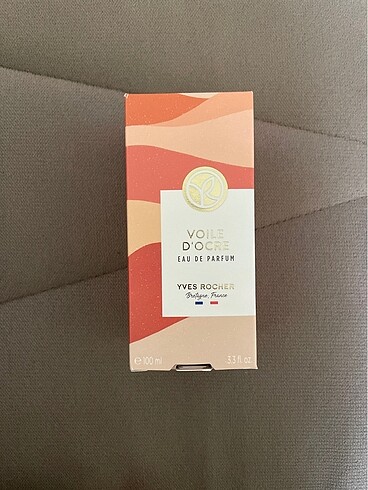 VOILE
D'OCRE
EAU DE PARFUM
YVES ROCHER
Bretagne, France
℮ 100 ml
3.3 fl. oz